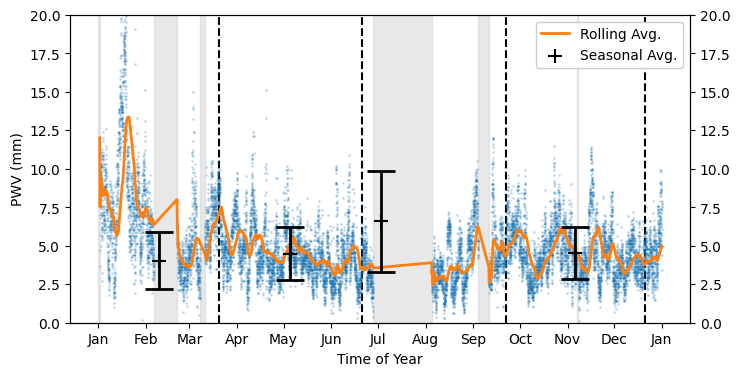 20.0 20.0
17.5 17.5
15.0 15.0
12.5 12.5
10.0 10.0
7.5 7.5
5.0 5.0
2.5 2.5
0.0 0.0
PWV (mm)
Rolling Avg.
Seasonal Avg.
Jan Feb Mar Apr May Jun Jul Aug Sep Oct Nov Dec Jan
Time of Year